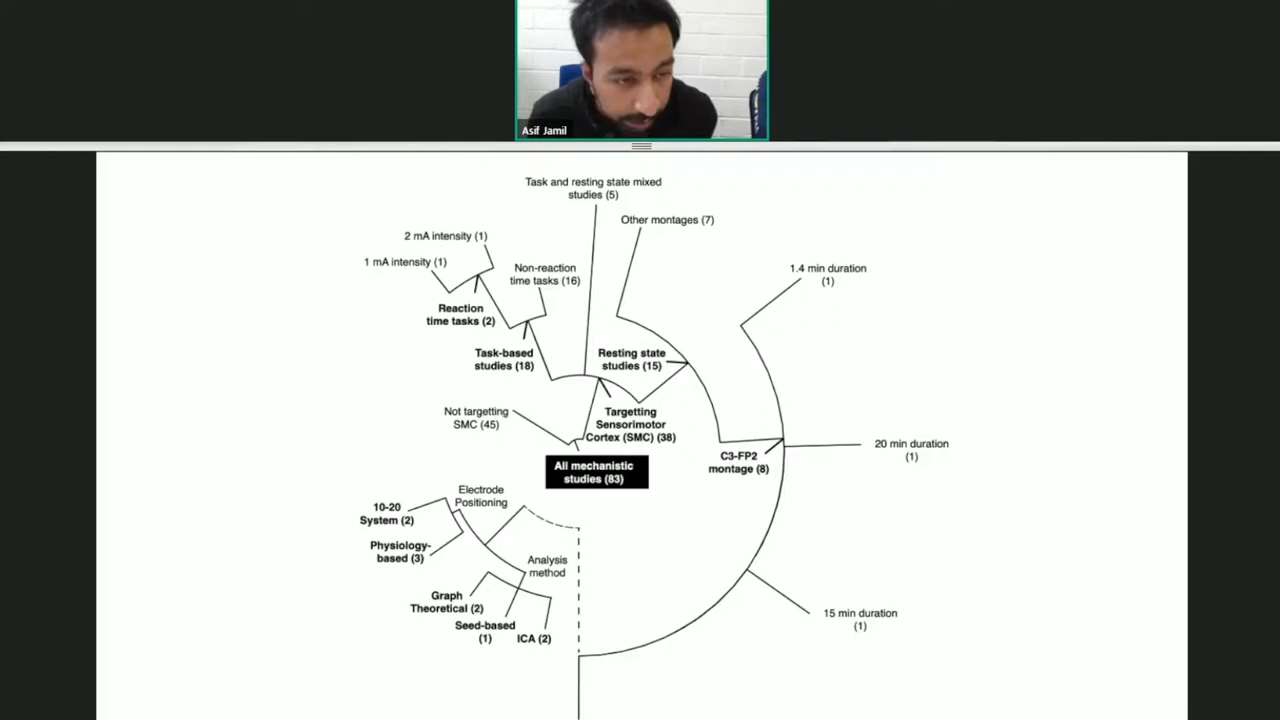 Asif Jamil
Task and resting state mixed
studies (5)
Other montages (7)
2 mA intensity (1)
1 mA intensity (1)
Non-reaction
time tasks (16)
1.4 min duration
(1)
Reaction
time tasks (2)
Task-based
studies (18)
Resting state
studies (15)
Not targetting
SMC (45)
Targetting
Sensorimotor
Cortex (SMC) (38)
20 min duration
(1)
C3-FP2
montage (8)
All mechanistic
studies (83)
Electrode
Positioning
10-20
System (2)
Physiology-
based (3)
Analysis
method
Graph
Theoretical (2)
Seed-based
(1)
ICA (2)
15 min duration
(1)